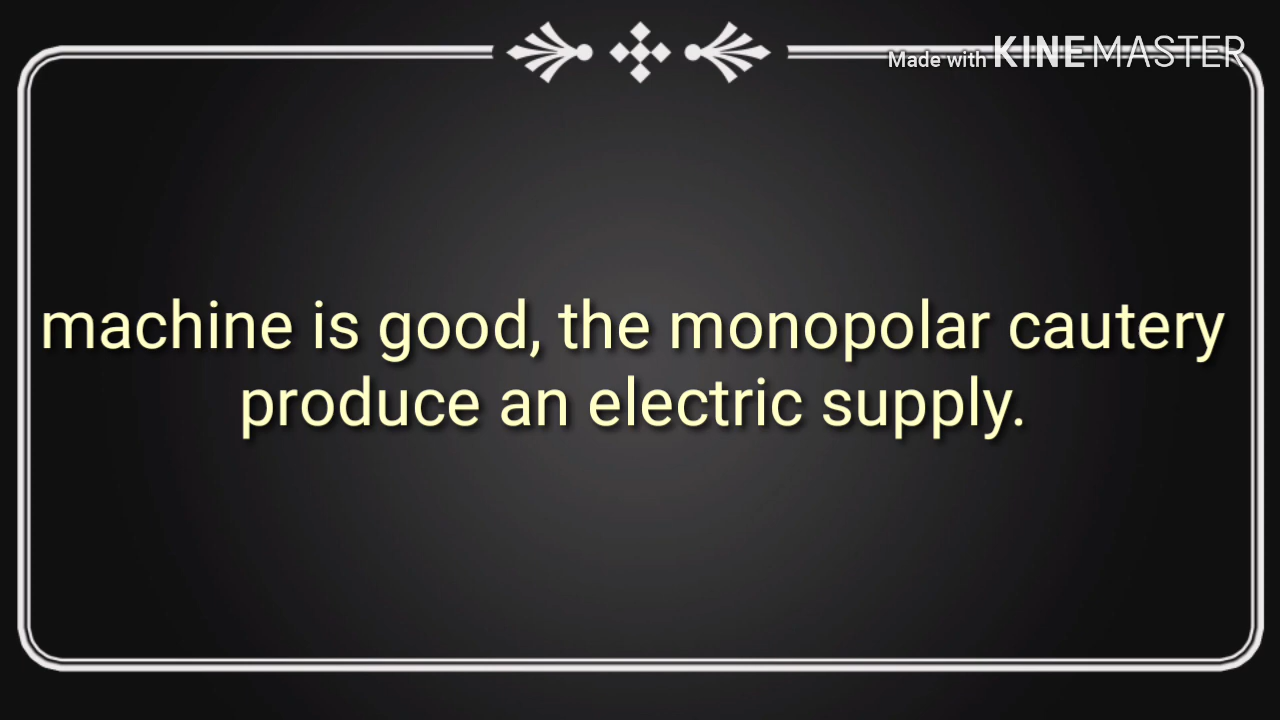 Made with KINEMASTER
machine is good, the monopolar cautery
produce an electric supply.